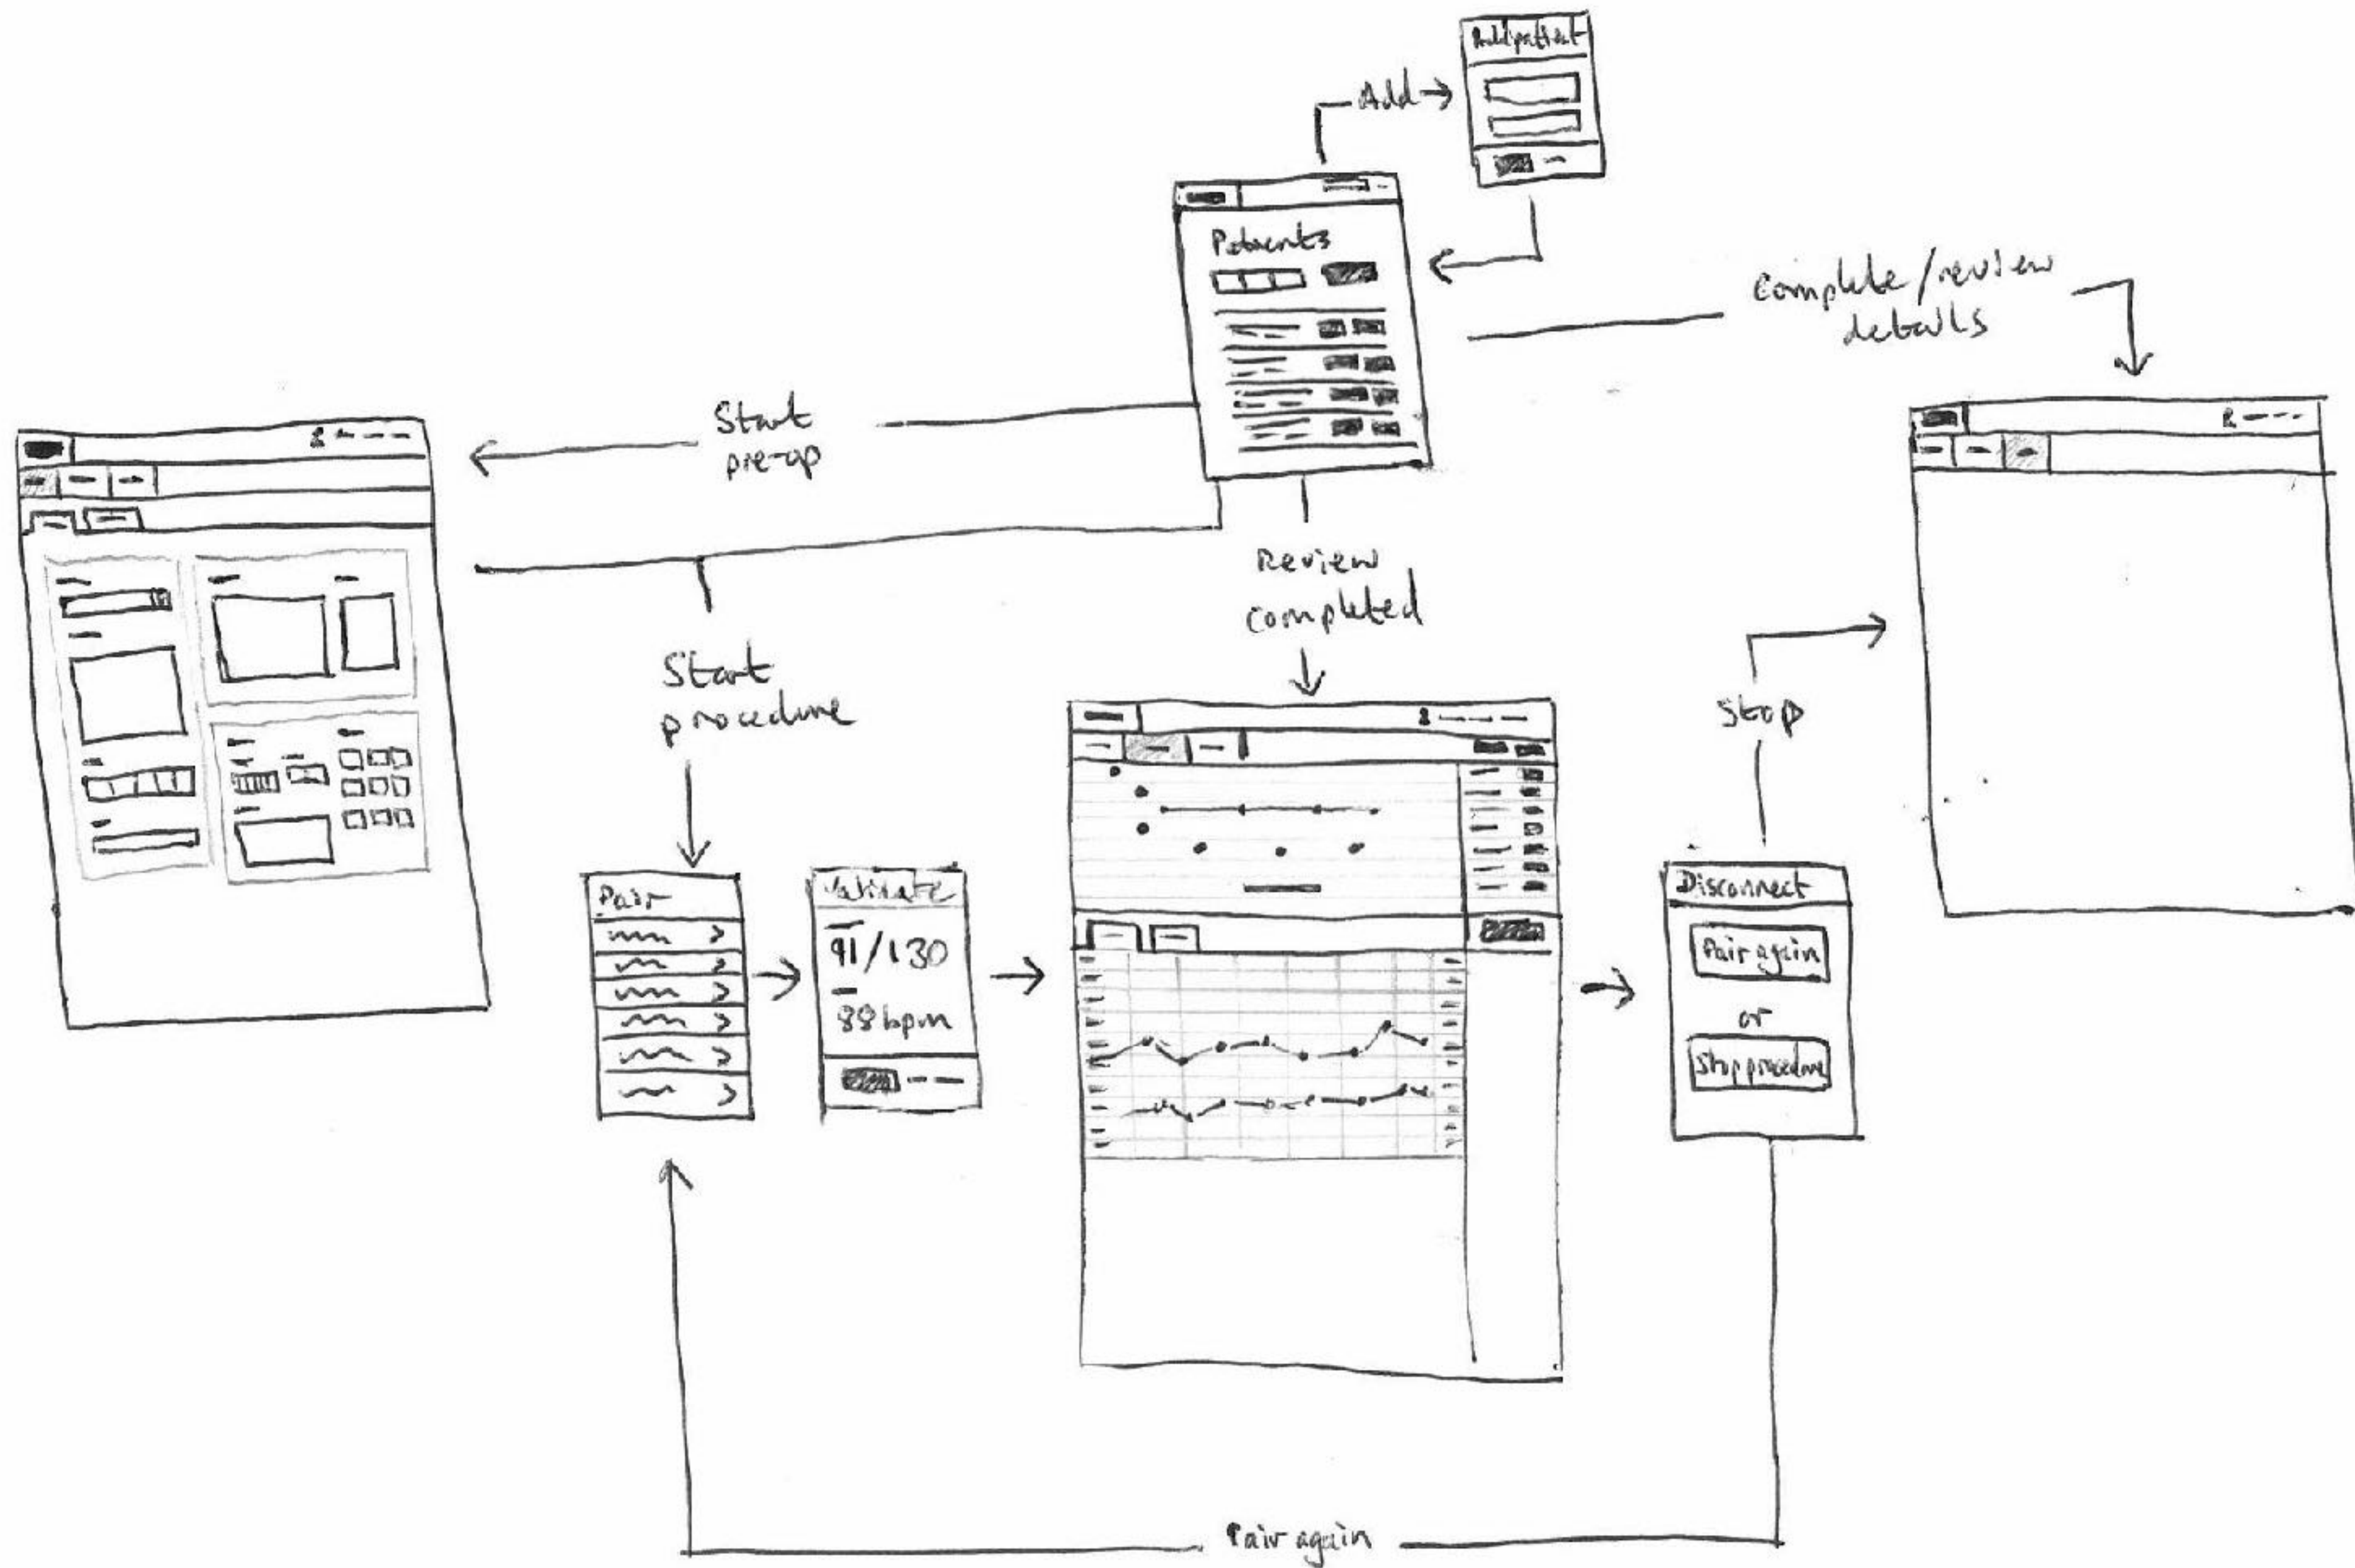 Add patient
Add →
Patients
Complete/review
details
Start
pre-op
Review
completed
Start
procedure
Stop
Pair
Validate
91/130
88 bpm
Disconnect
Pair again
or
Stop procedure
Pair again